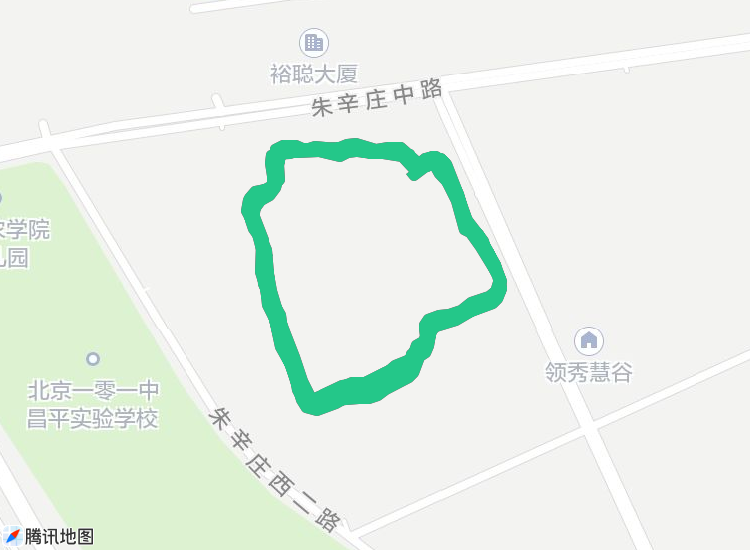 裕聪大厦
朱辛庄中路
农学院
儿园
领秀慧谷
北京一零一中
昌平实验学校
朱辛庄西二路
腾讯地图